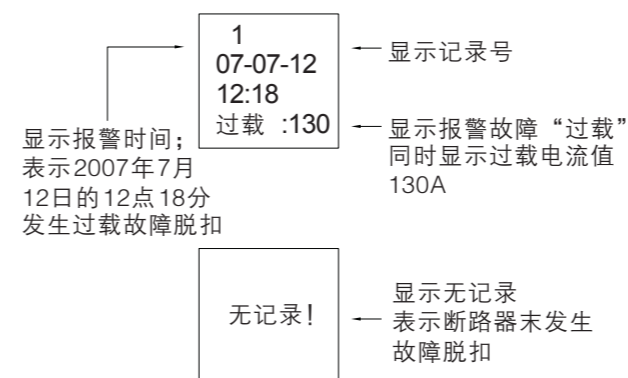 1
07-07-12
12:18
过载 :130
显示记录号
显示报警故障“过载”
同时显示过载电流值
130A
显示报警时间；
表示2007年7月
12日的12点18分
发生过载故障脱扣
无记录！
显示无记录
表示断路器末发生
故障脱扣